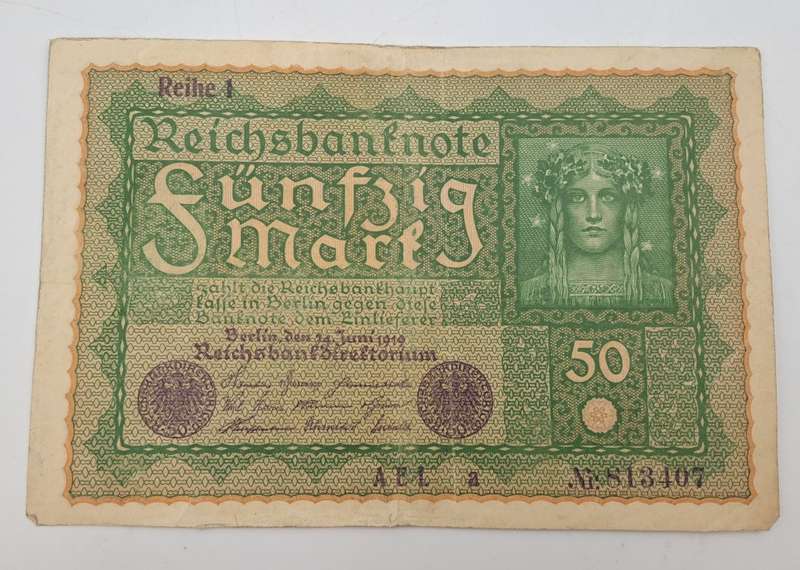 Reihe 1
Reichsbanknote
Fünfzig
Mark
zahlt die Reichsbankhaupt
kasse in Berlin gegen diese
Banknote dem Einlieferer
Berlin, den 24. Juni 1919
Reichsbankdirektorium
50
A E L a
Nr. 813407